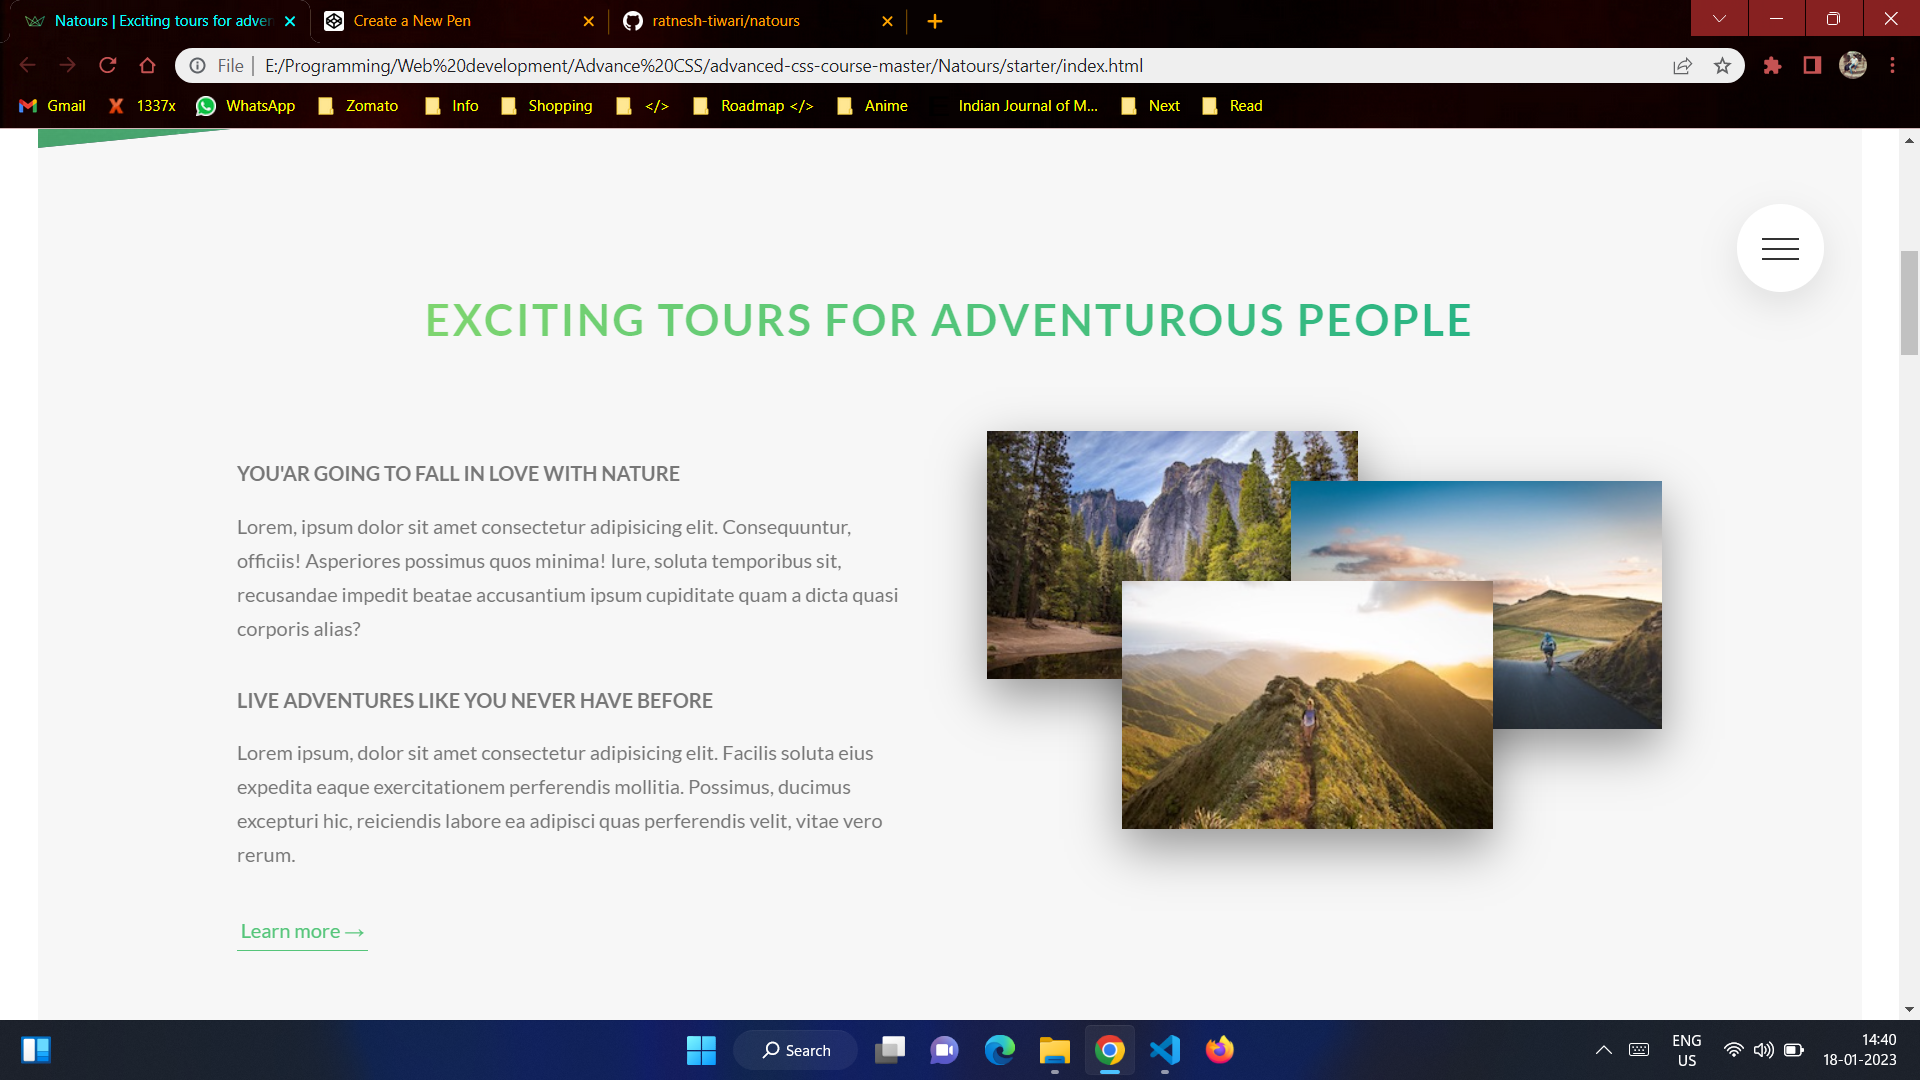 Natours | Exciting tours for adven
Create a New Pen
ratnesh-tiwari/natours
File
E:/Programming/Web%20development/Advance%20CSS/advanced-css-course-master/Natours/starter/index.html
Gmail
1337x
WhatsApp
Zomato
Info
Shopping
</>
Roadmap </>
Anime
Indian Journal of M...
Next
Read
EXCITING TOURS FOR ADVENTUROUS PEOPLE
YOU'AR GOING TO FALL IN LOVE WITH NATURE
Lorem, ipsum dolor sit amet consectetur adipisicing elit. Consequuntur,
officiis! Asperiores possimus quos minima! Iure, soluta temporibus sit,
recusandae impedit beatae accusantium ipsum cupiditate quam a dicta quasi
corporis alias?
LIVE ADVENTURES LIKE YOU NEVER HAVE BEFORE
Lorem ipsum, dolor sit amet consectetur adipisicing elit. Facilis soluta eius
expedita eaque exercitationem perferendis mollitia. Possimus, ducimus
excepturi hic, reiciendis labore ea adipisci quas perferendis velit, vitae vero
rerum.
Learn more →
Search
ENG
US
14:40
18-01-2023